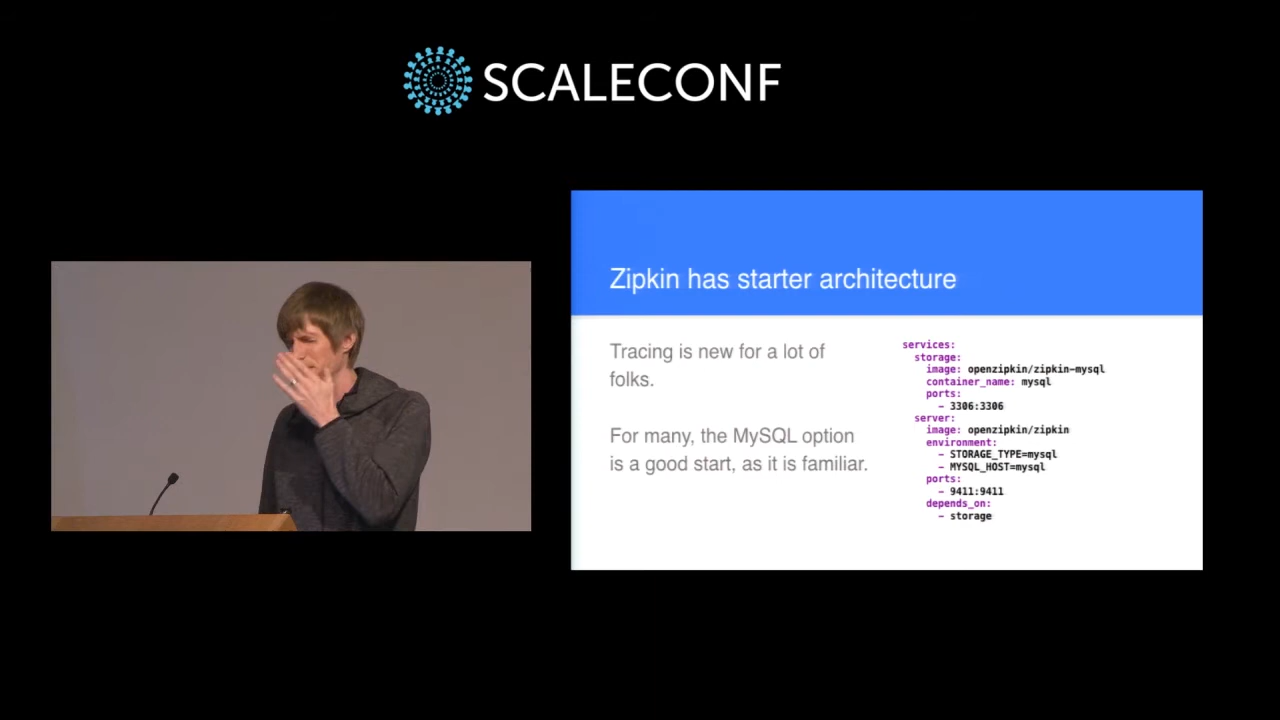 SCALECONF
Zipkin has starter architecture
Tracing is new for a lot of
folks.
For many, the MySQL option
is a good start, as it is familiar.
services:
  storage:
    image: openzipkin/zipkin-mysql
    container_name: mysql
    ports:
      - 3306:3306
  server:
    image: openzipkin/zipkin
    environment:
      - STORAGE_TYPE=mysql
      - MYSQL_HOST=mysql
    ports:
      - 9411:9411
    depends_on:
      - storage